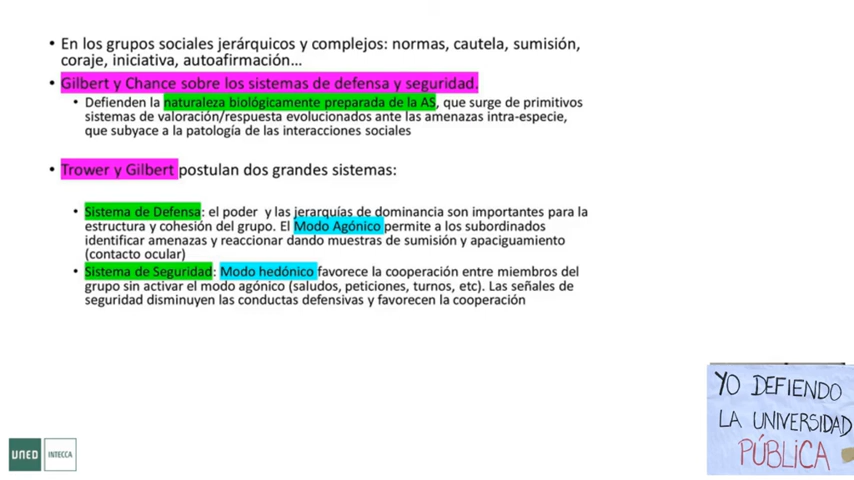 • En los grupos sociales jerárquicos y complejos: normas, cautela, sumisión,
coraje, iniciativa, autoafirmación...
• Gilbert y Chance sobre los sistemas de defensa y seguridad.
• Defienden la naturaleza biológicamente preparada de la AS, que surge de primitivos
sistemas de valoración/respuesta evolucionados ante las amenazas intra-especie,
que subyace a la patología de las interacciones sociales
• Trower y Gilbert postulan dos grandes sistemas:
• Sistema de Defensa: el poder y las jerarquías de dominancia son importantes para la
estructura y cohesión del grupo. El Modo Agónico permite a los subordinados
identificar amenazas y reaccionar dando muestras de sumisión y apaciguamiento
(contacto ocular)
• Sistema de Seguridad: Modo hedónico favorece la cooperación entre miembros del
grupo sin activar el modo agónico (saludos, peticiones, turnos, etc). Las señales de
seguridad disminuyen las conductas defensivas y favorecen la cooperación
YO DEFIENDO
LA UNIVERSIDAD
PÚBLICA
UNED INTECCA